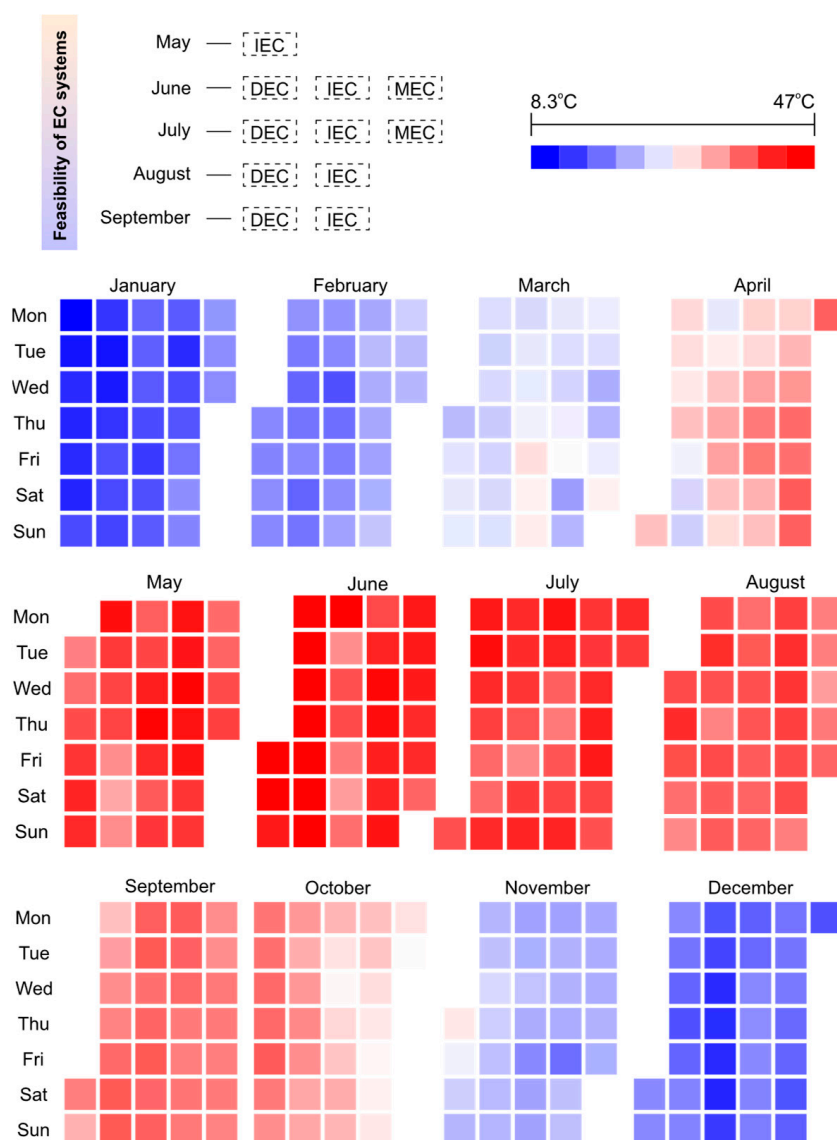 Feasibility of EC systems
May IEC
June DEC IEC MEC
July DEC IEC MEC
August DEC IEC
September DEC IEC
8.3°C 47°C
January February March April
Mon
Tue
Wed
Thu
Fri
Sat
Sun
May June July August
Mon
Tue
Wed
Thu
Fri
Sat
Sun
September October November December
Mon
Tue
Wed
Thu
Fri
Sat
Sun